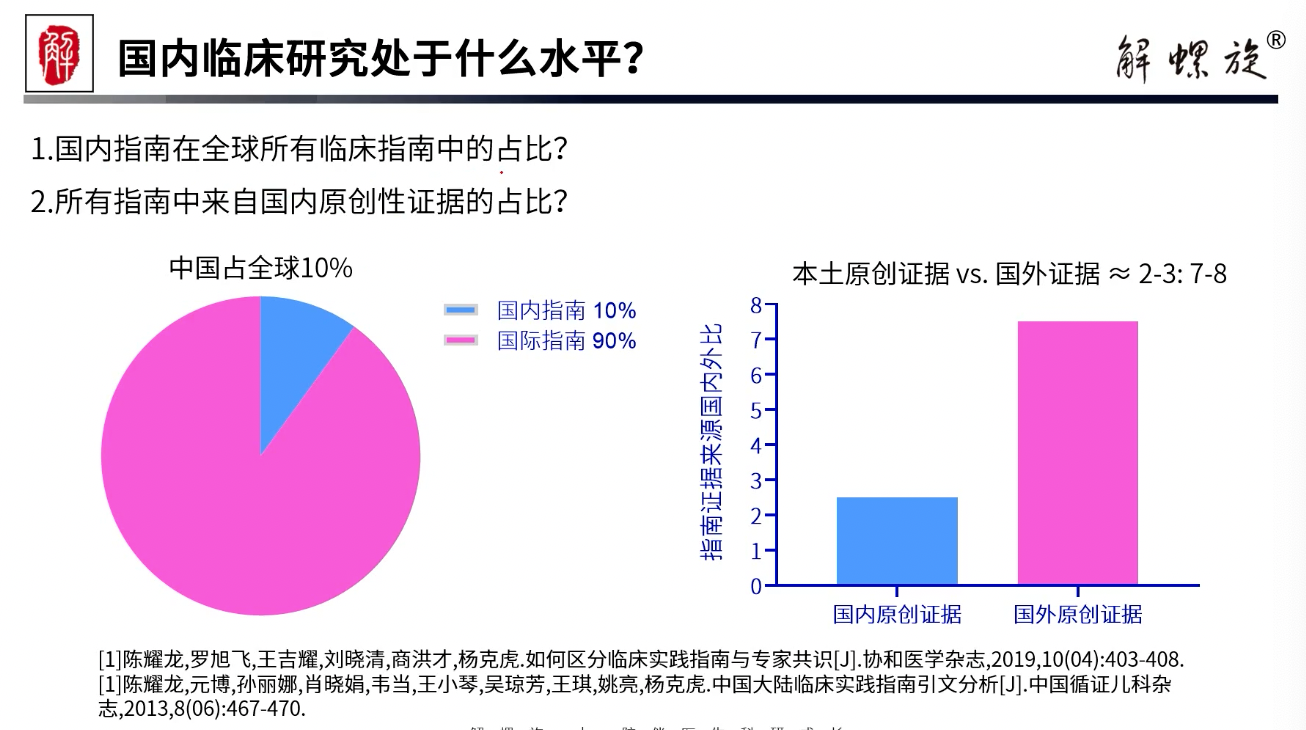 解
国内临床研究处于什么水平？
解螺旋®
1.国内指南在全球所有临床指南中的占比？
2.所有指南中来自国内原创性证据的占比？
中国占全球10%
国内指南 10%
国际指南 90%
本土原创证据 vs. 国外证据 ≈ 2-3: 7-8
指南证据来源国内外比
8
7
6
5
4
3
2
1
0
国内原创证据
国外原创证据
[1]陈耀龙,罗旭飞,王吉耀,刘晓清,商洪才,杨克虎.如何区分临床实践指南与专家共识[J].协和医学杂志,2019,10(04):403-408.
[1]陈耀龙,元博,孙丽娜,肖晓娟,韦当,王小琴,吴琼芳,王琪,姚亮,杨克虎.中国大陆临床实践指南引文分析[J].中国循证儿科杂
志,2013,8(06):467-470.